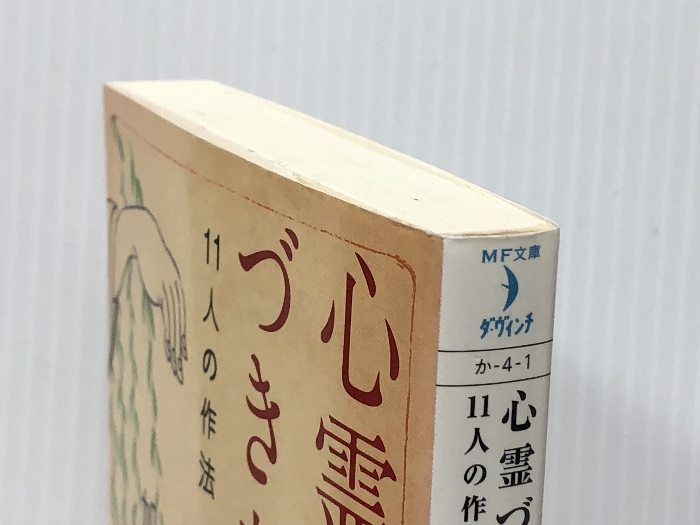 心霊
づき
11人の作法
MF文庫
ダ・ヴィンチ
か-4-1
心霊づ
11人の作